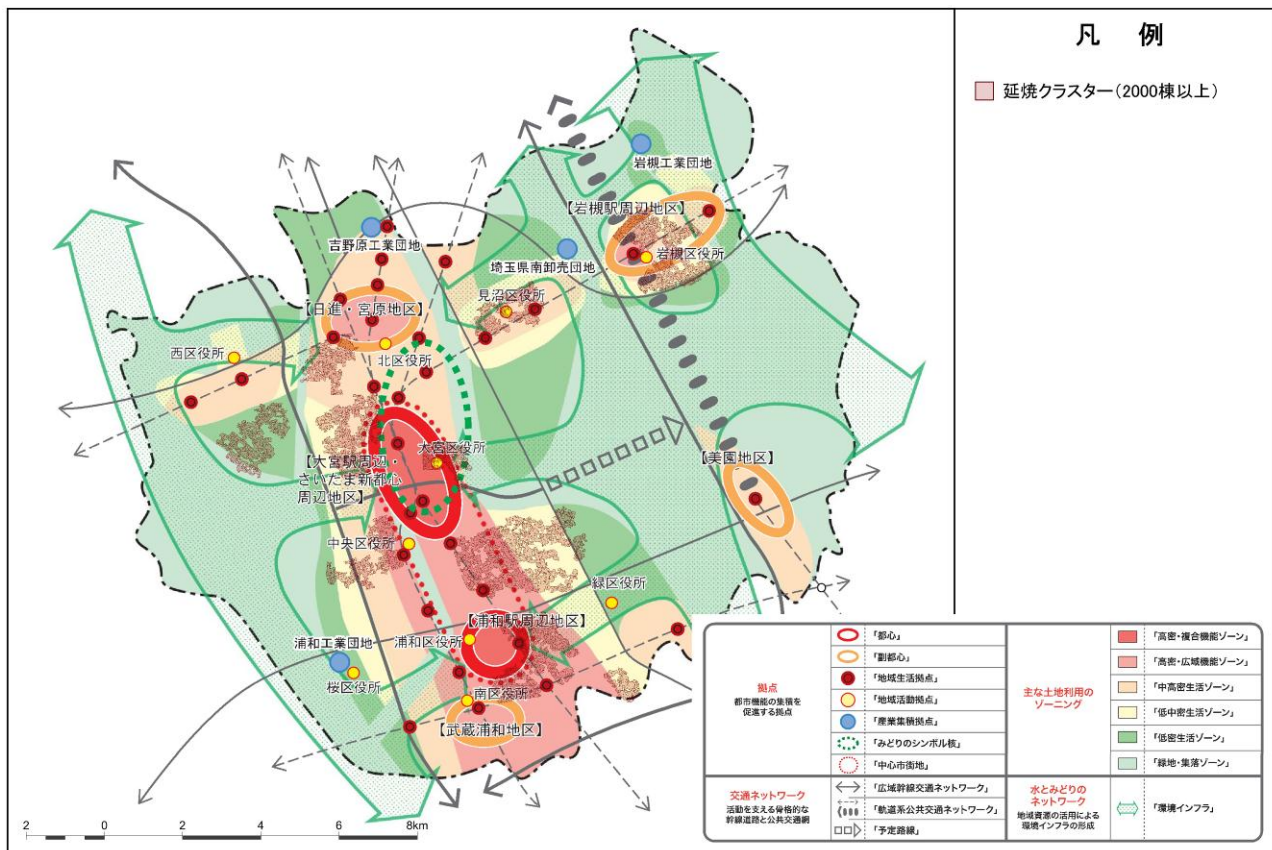 凡 例
延焼クラスター(2000棟以上)
岩槻工業団地
【岩槻駅周辺地区】
吉野原工業団地
埼玉県南卸売団地
岩槻区役所
見沼区役所
【日進・宮原地区】
西区役所
北区役所
大宮区役所
【大宮駅周辺・
さいたま新都心
周辺地区】
【美園地区】
中央区役所
緑区役所
【浦和駅周辺地区】
浦和区役所
浦和工業団地
桜区役所
南区役所
【武蔵浦和地区】
2 0 2 4 6 8km
拠点
都市機能の集積を
促進する拠点
「都心」
「副都心」
「地域生活拠点」
「地域活動拠点」
「産業集積拠点」
「みどりのシンボル核」
「中心市街地」
交通ネットワーク
活動を支える骨格的な
幹線道路と公共交通網
「広域幹線交通ネットワーク」
「軌道系公共交通ネットワーク」
「予定路線」
主な土地利用の
ゾーニング
「高密・複合機能ゾーン」
「高密・広域機能ゾーン」
「中高密生活ゾーン」
「低中密生活ゾーン」
「低密生活ゾーン」
「緑地・集落ゾーン」
水とみどりの
ネットワーク
地域資源の活用による
環境インフラの形成
「環境インフラ」